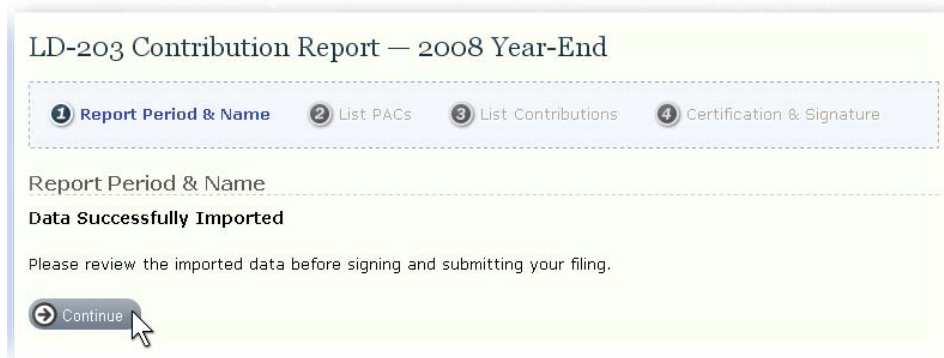 LD-203 Contribution Report — 2008 Year-End
1 Report Period & Name 2 List PACs 3 List Contributions 4 Certification & Signature
Report Period & Name
Data Successfully Imported
Please review the imported data before signing and submitting your filing.
Continue